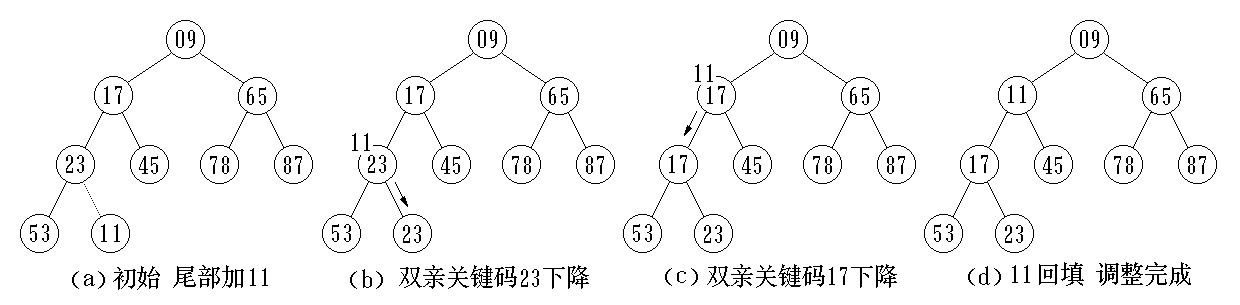 09 09 09 09
11
17 65 17 65 17 65 11 65
11
23 45 78 87 23 45 78 87 17 45 78 87 17 45 78 87
53 11 53 23 53 23 53 23
(a)初始 尾部加11 (b) 双亲关键码23下降 (c) 双亲关键码17下降 (d)11回填 调整完成